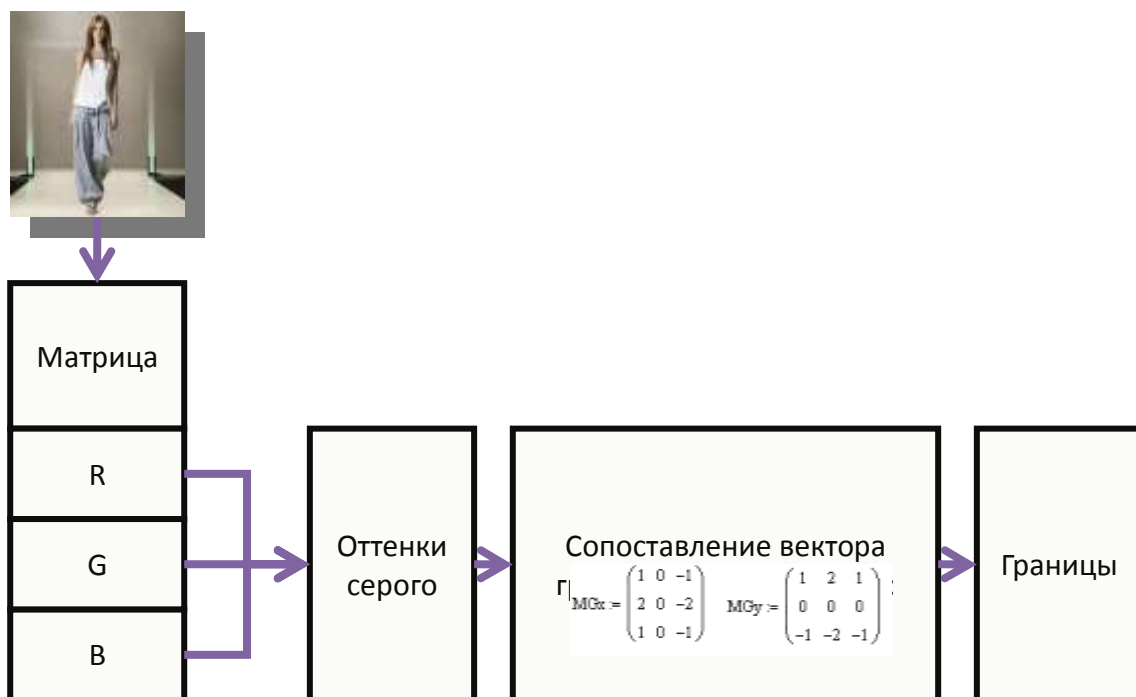 Матрица
R
G
B
Оттенки
серого
Сопоставление вектора
MGx := (1 0 −1
2 0 −2
1 0 −1)
MGy := (1 2 1
0 0 0
−1 −2 −1)
Границы